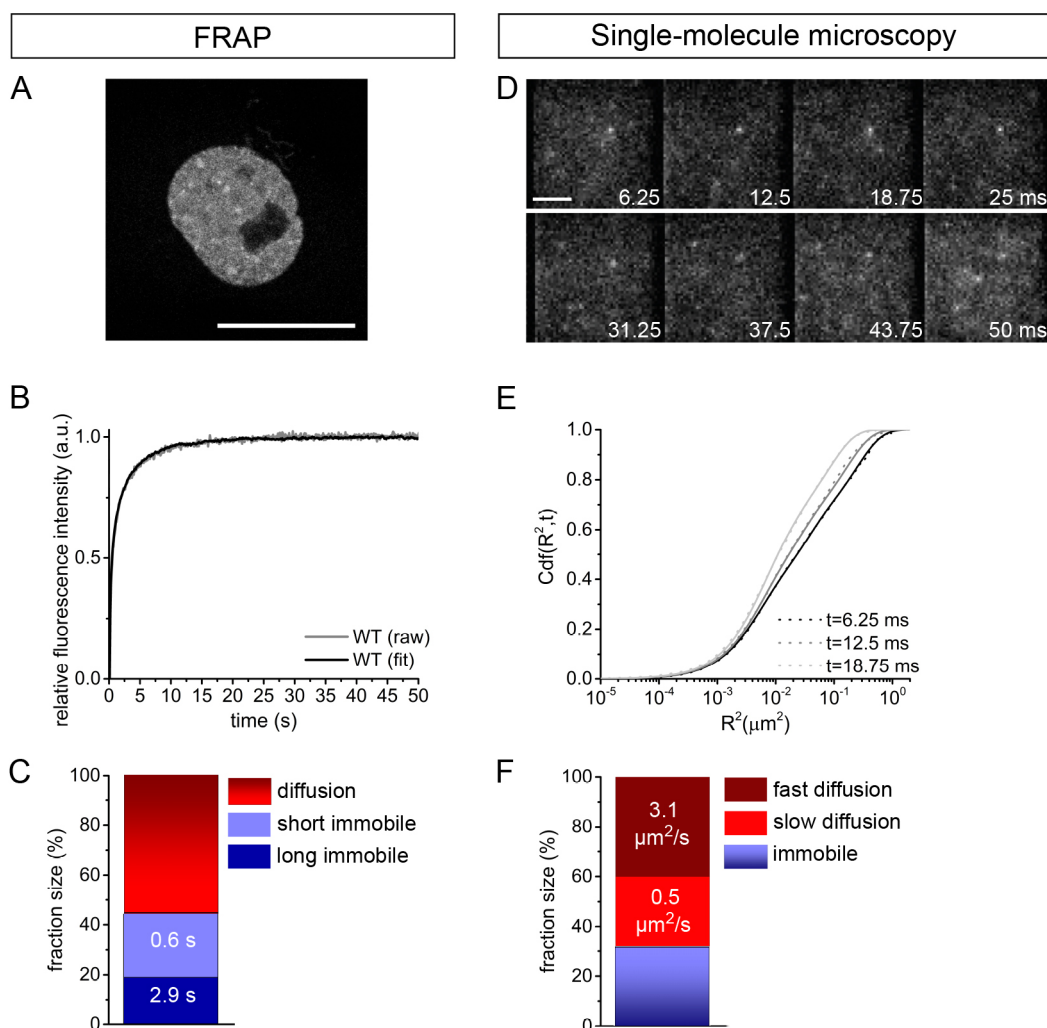 FRAP
A
B
relative fluorescence intensity (a.u.)
1.0
0.5
0.0
WT (raw)
WT (fit)
0 5 10 15 20 25 30 35 40 45 50
time (s)
C
fraction size (%)
100
80
60
40
20
0
0.6 s
2.9 s
diffusion
short immobile
long immobile
Single-molecule microscopy
D
6.25 12.5 18.75 25 ms
31.25 37.5 43.75 50 ms
E
Cdf(R²,t)
1.0
0.8
0.6
0.4
0.2
0.0
t=6.25 ms
t=12.5 ms
t=18.75 ms
10⁻⁵ 10⁻⁴ 10⁻³ 10⁻² 10⁻¹ 10⁰
R²(μm²)
F
fraction size (%)
100
80
60
40
20
0
3.1
μm²/s
0.5
μm²/s
fast diffusion
slow diffusion
immobile